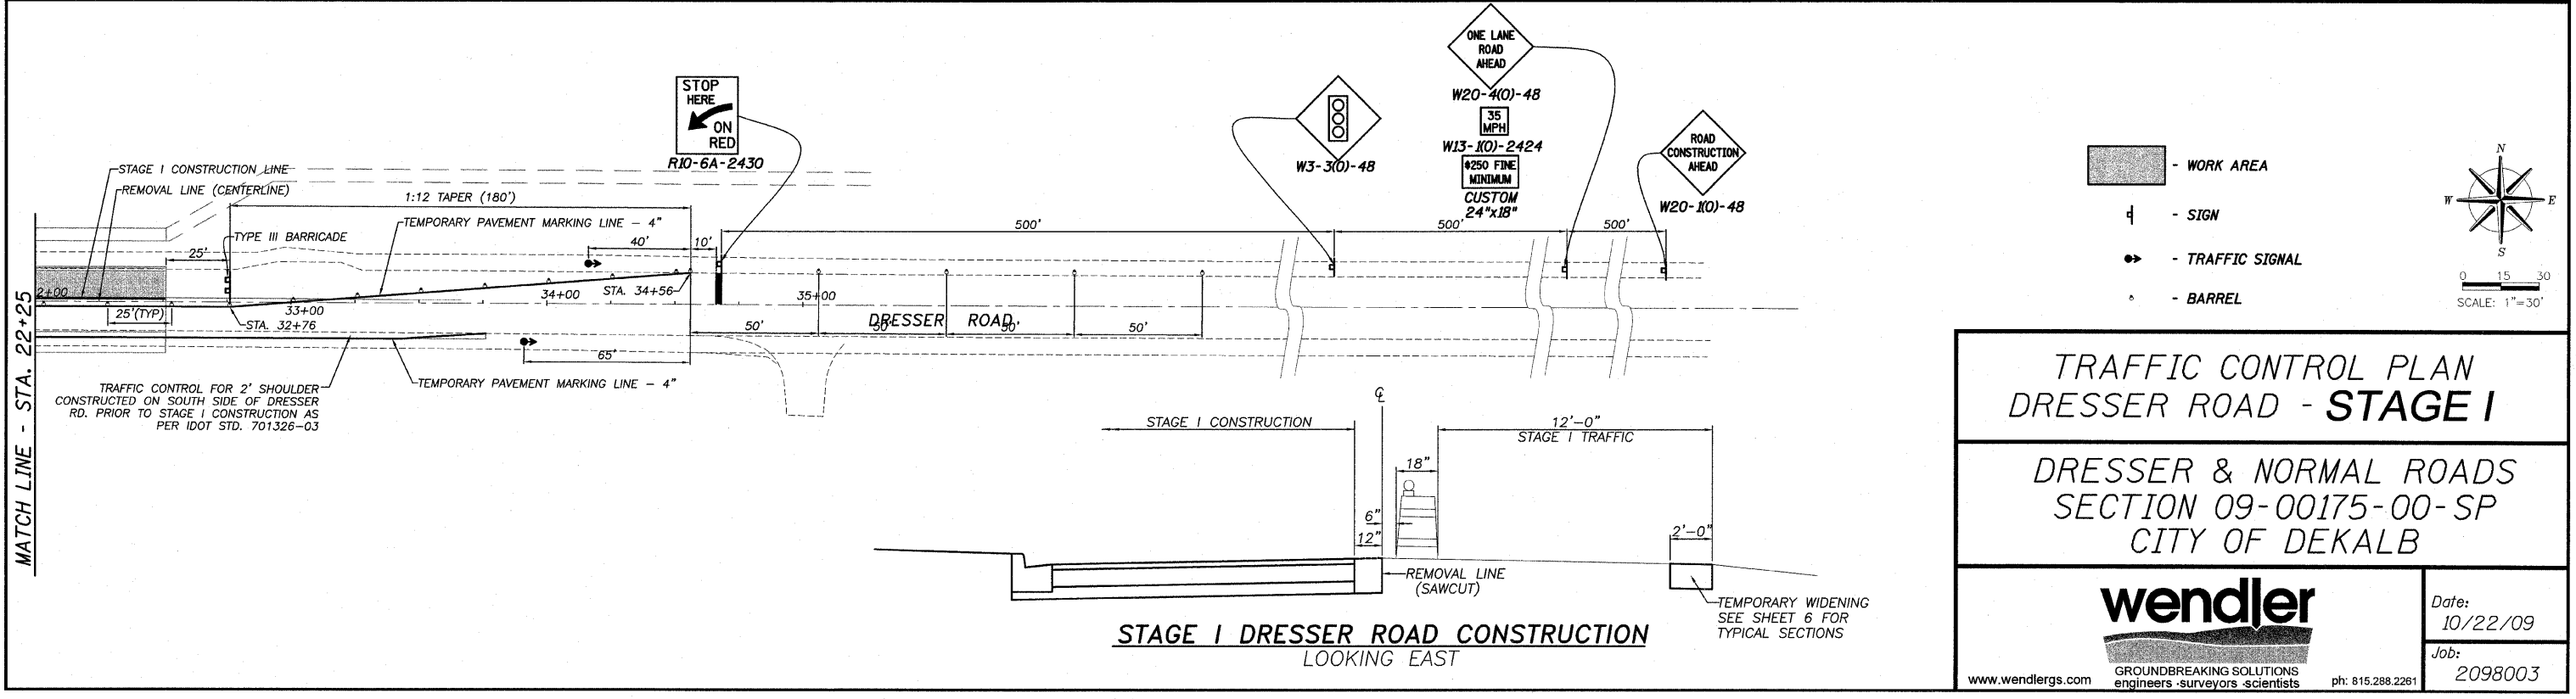 ONE LANE
ROAD
AHEAD
W20-4(O)-48
35
MPH
W13-1(O)-2424
$250 FINE
MINIMUM
CUSTOM
24"x18"
STOP
HERE
ON
RED
R10-6A-2430
W3-3(O)-48
ROAD
CONSTRUCTION
AHEAD
W20-1(O)-48
STAGE I CONSTRUCTION LINE
REMOVAL LINE (CENTERLINE)
1:12 TAPER (180')
TEMPORARY PAVEMENT MARKING LINE - 4"
TYPE III BARRICADE
25'
40'
10'
500'
500'
500'
2+00
25'(TYP)
33+00
STA. 32+76
34+00
STA. 34+56
35+00
DRESSER ROAD
50'
50'
50'
50'
65'
TEMPORARY PAVEMENT MARKING LINE - 4"
TRAFFIC CONTROL FOR 2' SHOULDER
CONSTRUCTED ON SOUTH SIDE OF DRESSER
RD. PRIOR TO STAGE I CONSTRUCTION AS
PER IDOT STD. 701326-03
MATCH LINE - STA. 22+25
- WORK AREA
- SIGN
- TRAFFIC SIGNAL
- BARREL
N
W
E
S
0 15 30
SCALE: 1"=30'
STAGE I CONSTRUCTION
℄
12'-0"
STAGE I TRAFFIC
18"
6"
12"
2'-0"
REMOVAL LINE
(SAWCUT)
TEMPORARY WIDENING
SEE SHEET 6 FOR
TYPICAL SECTIONS
STAGE I DRESSER ROAD CONSTRUCTION
LOOKING EAST
TRAFFIC CONTROL PLAN
DRESSER ROAD - STAGE I
DRESSER & NORMAL ROADS
SECTION 09-00175-00-SP
CITY OF DEKALB
wendler
GROUNDBREAKING SOLUTIONS
engineers -surveyors -scientists
www.wendlergs.com
ph: 815.288.2261
Date:
10/22/09
Job:
2098003